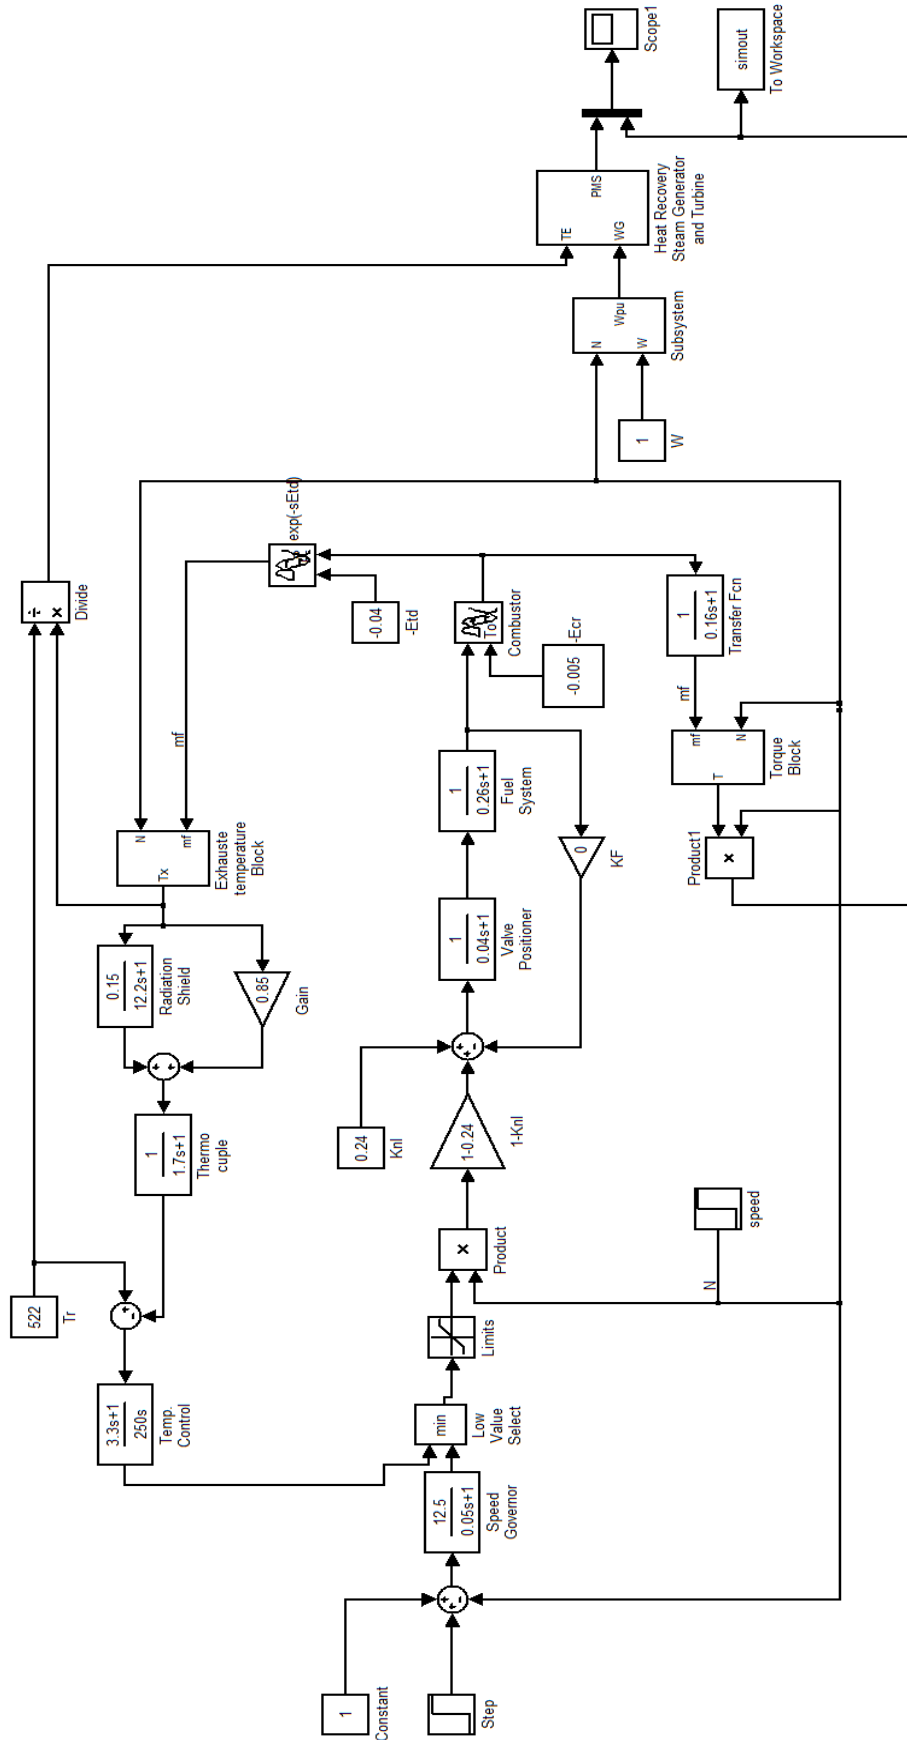 522
Tr
3.3s+1
250s
Temp.
Control
1
1.7s+1
Thermo
cuple
0.15
12.2s+1
Radiation
Shield
0.85
Gain
Tx
N
mf
Exhauste
temperature
Block
mf
÷
×
Divide
exp(-sEtd)
-0.04
-Etd
1
Constant
Step
12.5
0.05s+1
Speed
Governor
min
Low
Value
Select
Limits
×
Product
1-0.24
1-Knl
0.24
Knl
1
0.04s+1
Valve
Positioner
1
0.26s+1
Fuel
System
0
KF
To
Combustor
-0.005
-Ecr
1
0.16s+1
Transfer Fcn
mf
mf
N
T
Torque
Block
×
Product1
N
speed
1
W
N
W
Wpu
Subsystem
TE
WG
PMS
Heat Recovery
Steam Generator
and Turbine
Scope1
simout
To Workspace